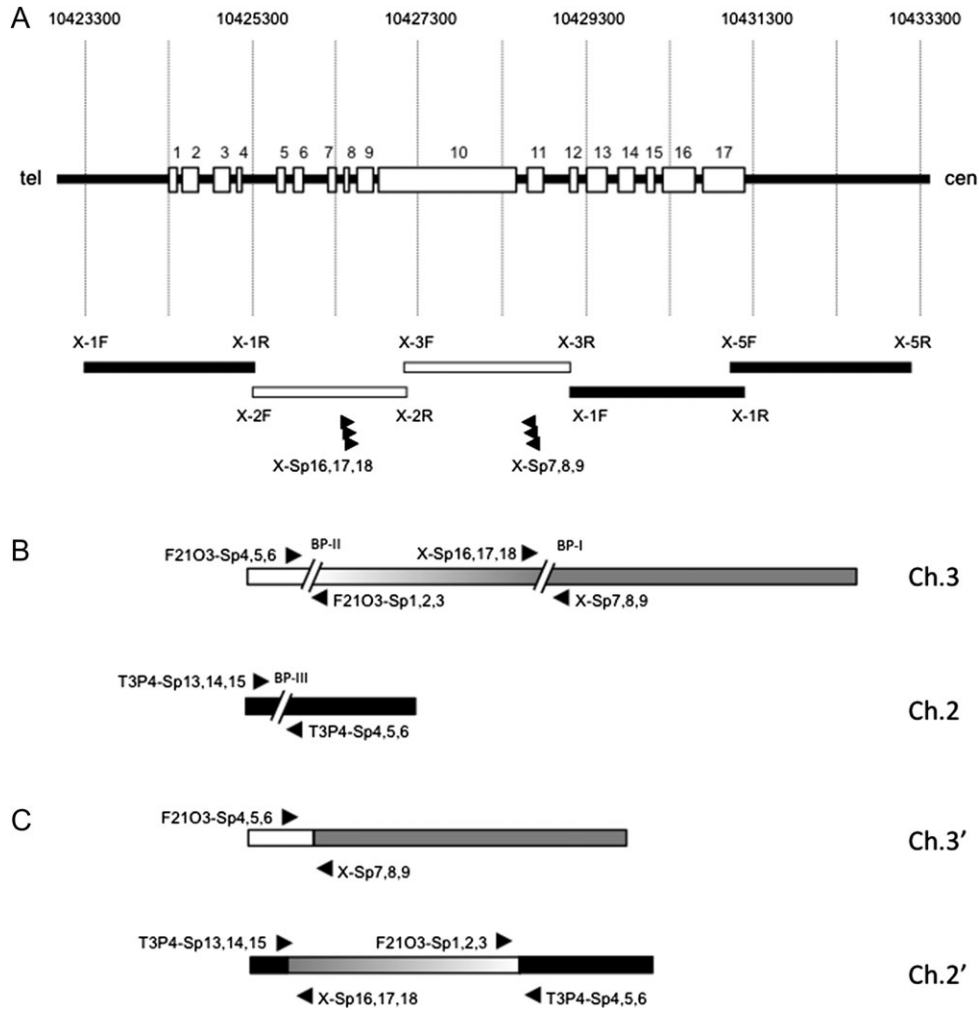 A
10423300 10425300 10427300 10429300 10431300 10433300
1 2 3 4 5 6 7 8 9 10 11 12 13 14 15 16 17
tel cen
X-1F X-1R X-3F X-3R X-5F X-5R
X-2F X-2R X-1F X-1R
X-Sp16,17,18 X-Sp7,8,9
B
F21O3-Sp4,5,6 BP-II X-Sp16,17,18 BP-I
Ch.3
F21O3-Sp1,2,3 X-Sp7,8,9
T3P4-Sp13,14,15 BP-III
Ch.2
T3P4-Sp4,5,6
C
F21O3-Sp4,5,6
Ch.3’
X-Sp7,8,9
T3P4-Sp13,14,15 F21O3-Sp1,2,3
Ch.2’
X-Sp16,17,18 T3P4-Sp4,5,6